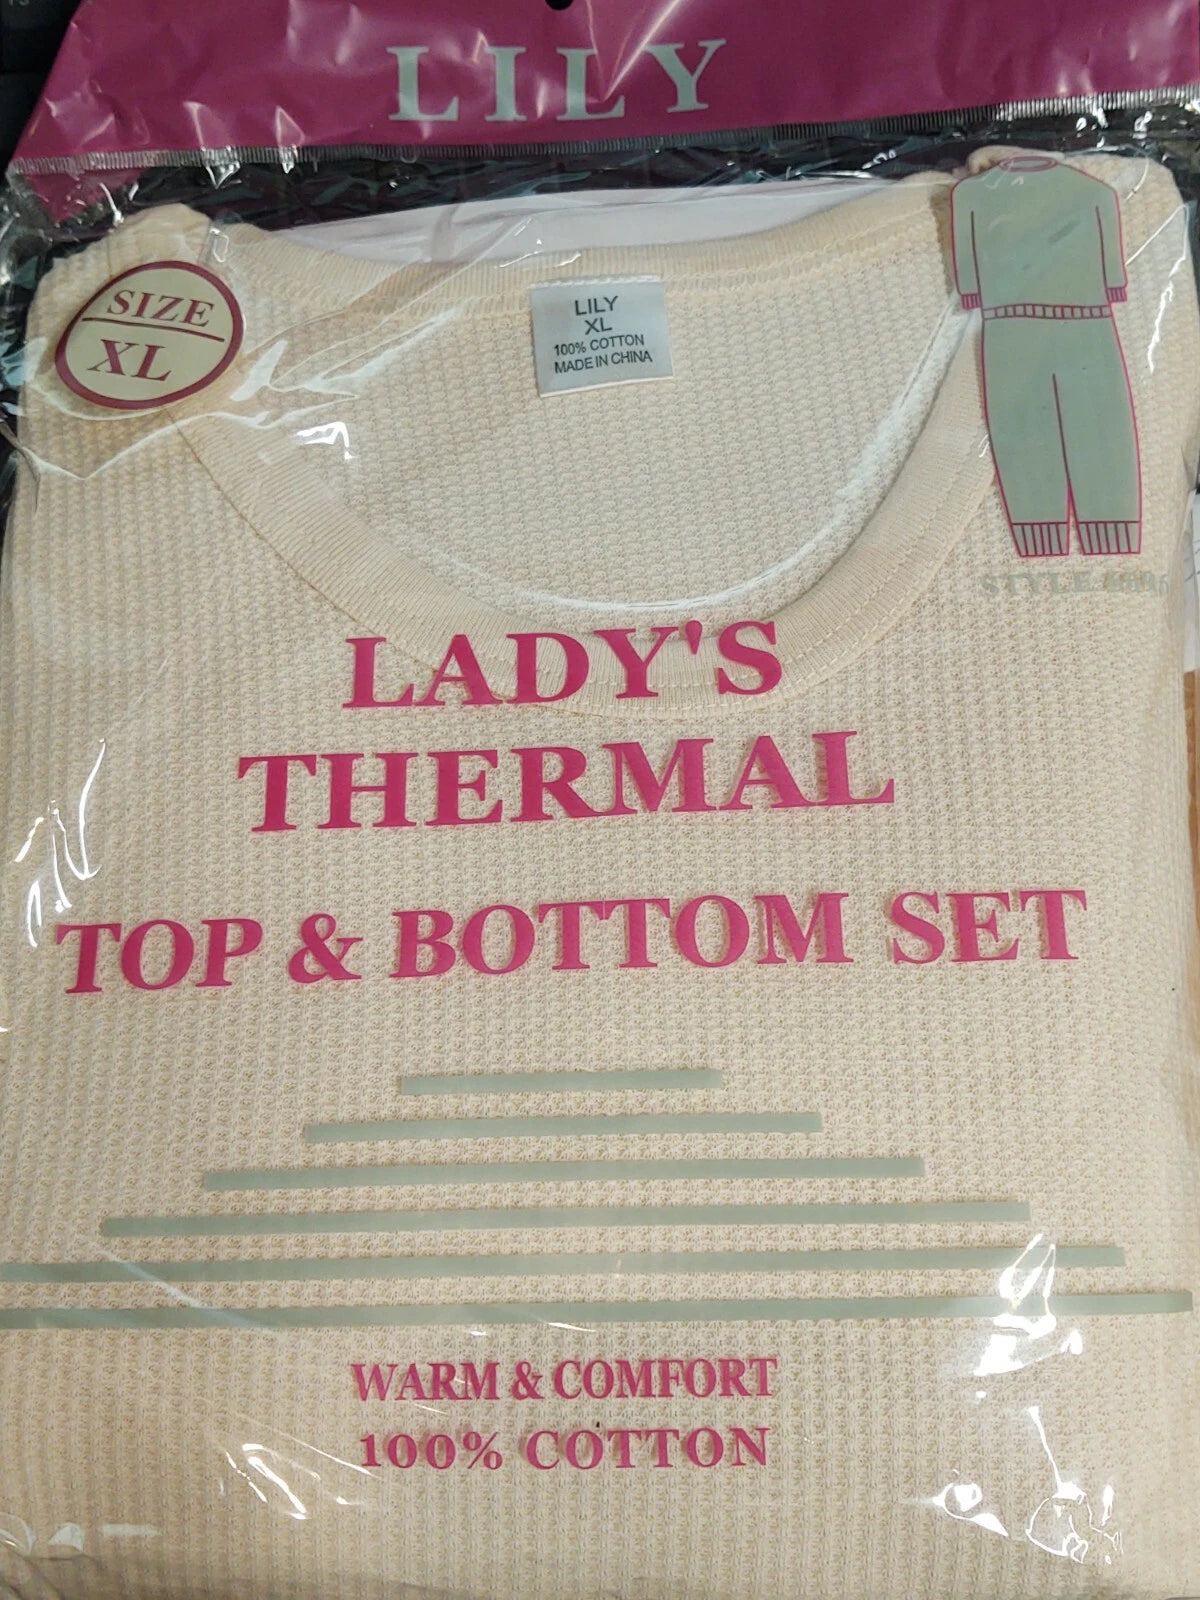 LILY
SIZE
XL
LILY
XL
100% COTTON
MADE IN CHINA
STYLE
LADY'S
THERMAL
TOP & BOTTOM SET
WARM & COMFORT
100% COTTON